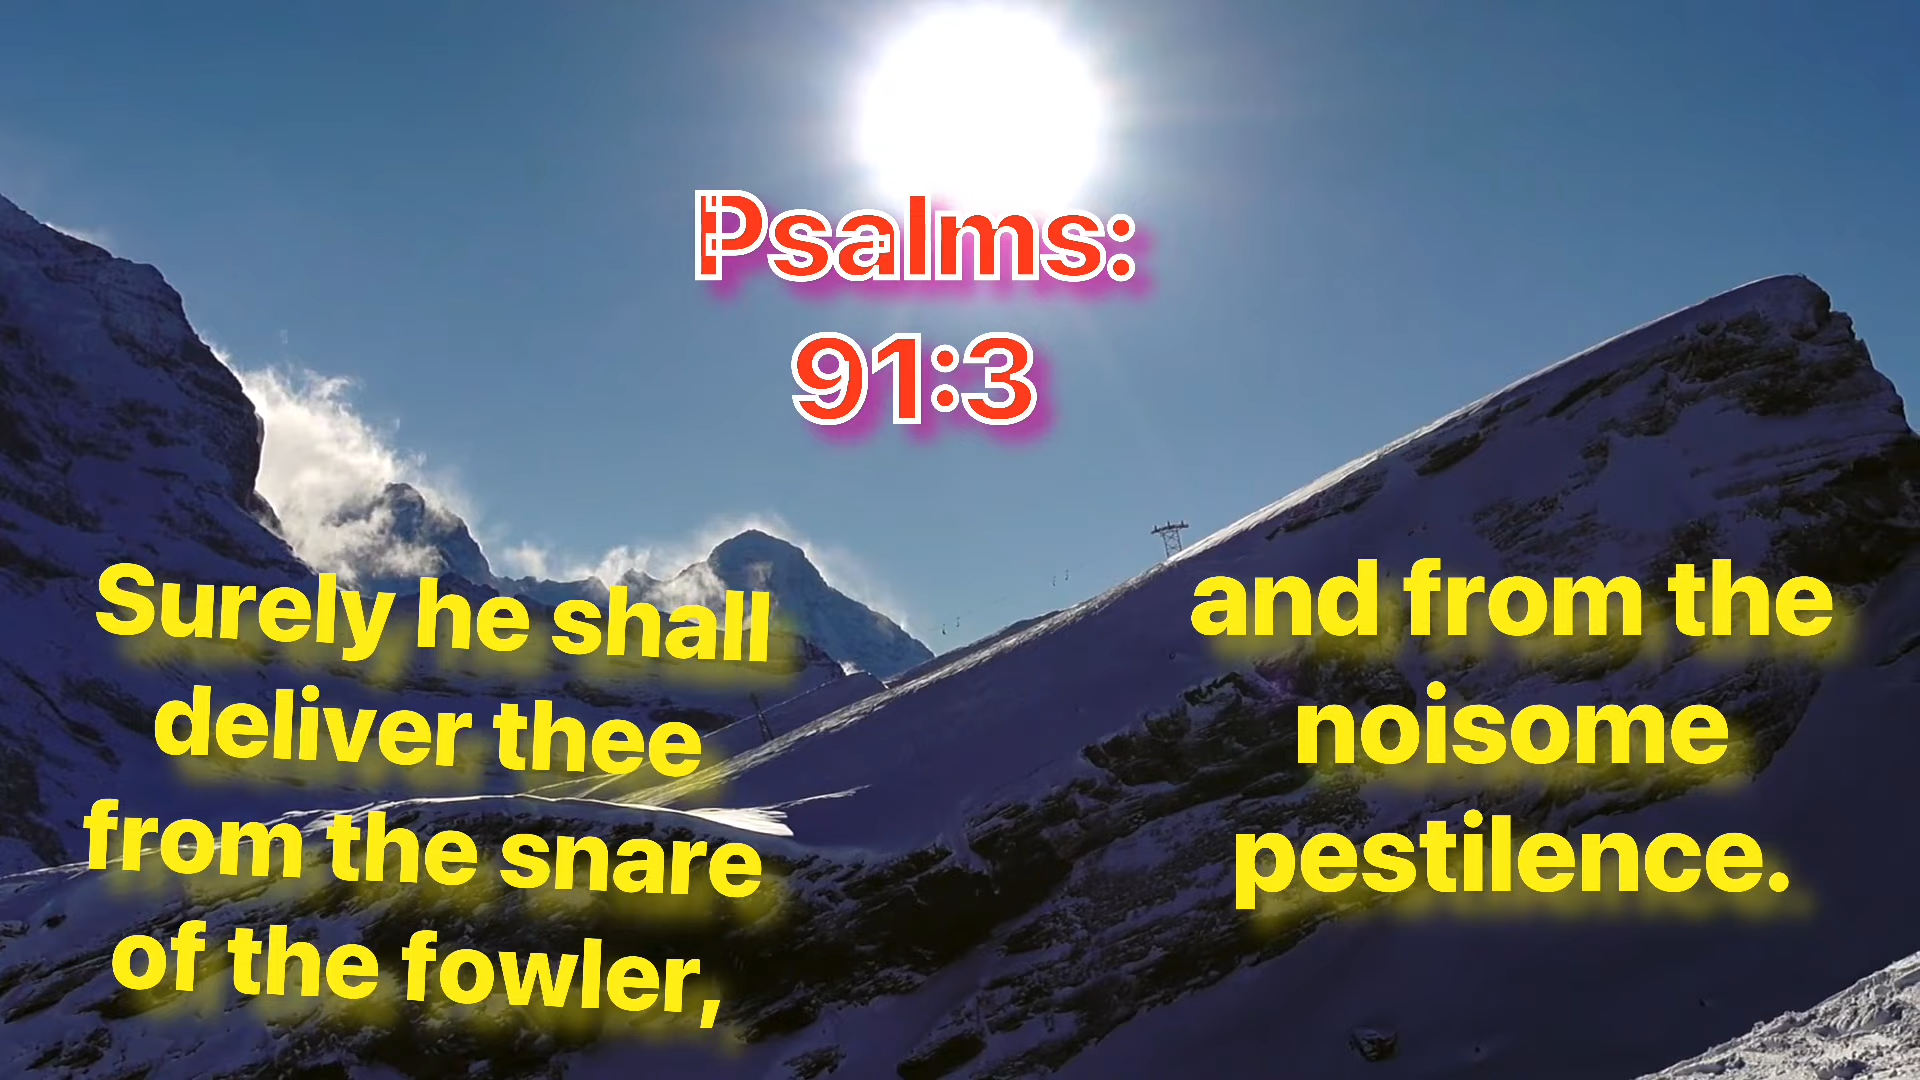 Psalms:
91:3
Surely he shall
deliver thee
from the snare
of the fowler,
and from the
noisome
pestilence.